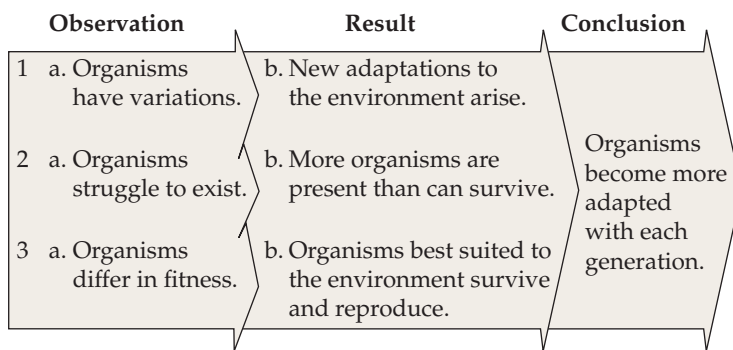 Observation
Result
Conclusion
1 a. Organisms
have variations.
b. New adaptations to
the environment arise.
2 a. Organisms
struggle to exist.
b. More organisms are
present than can survive.
3 a. Organisms
differ in fitness.
b. Organisms best suited to
the environment survive
and reproduce.
Organisms
become more
adapted
with each
generation.